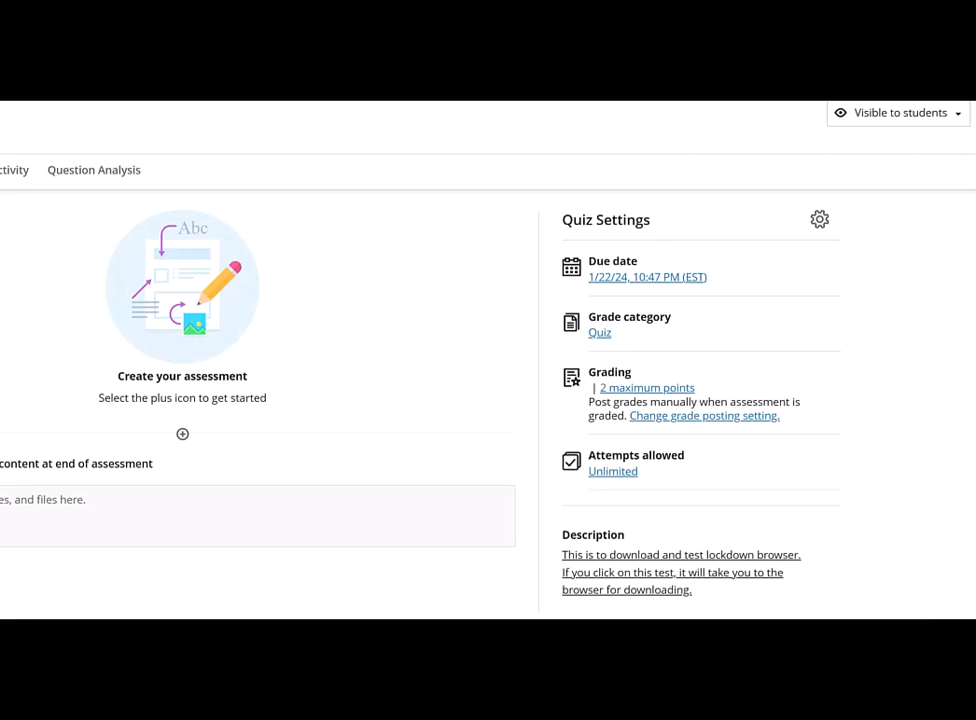 Visible to students
ctivity Question Analysis
Abc
Create your assessment
Select the plus icon to get started
content at end of assessment
es, and files here.
Quiz Settings
Due date
1/22/24, 10:47 PM (EST)
Grade category
Quiz
Grading
| 2 maximum points
Post grades manually when assessment is
graded. Change grade posting setting.
Attempts allowed
Unlimited
Description
This is to download and test lockdown browser.
If you click on this test, it will take you to the
browser for downloading.